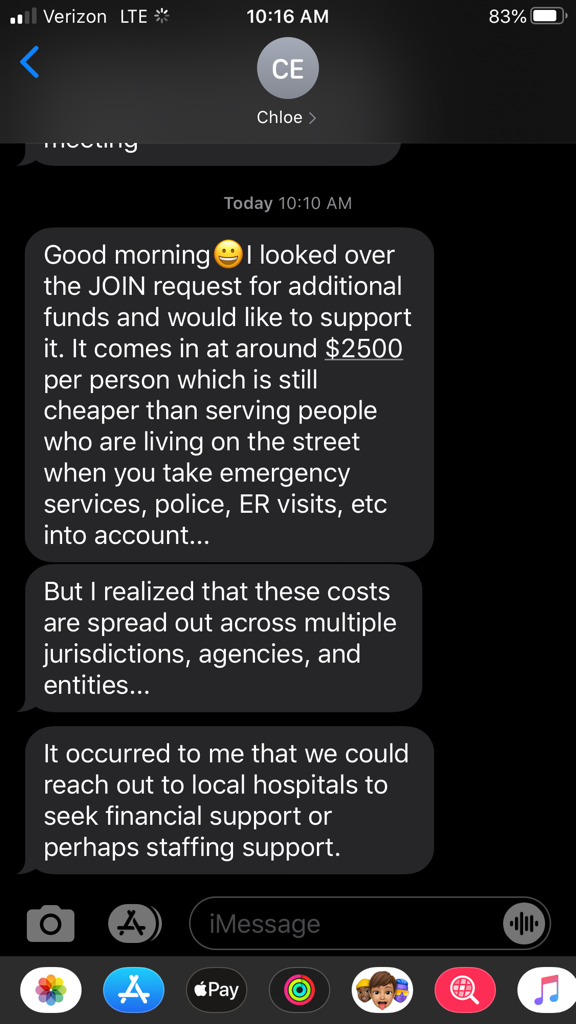 Verizon LTE 10:16 AM 83%
CE
Chloe
meeting
Today 10:10 AM
Good morning😀I looked over
the JOIN request for additional
funds and would like to support
it. It comes in at around $2500
per person which is still
cheaper than serving people
who are living on the street
when you take emergency
services, police, ER visits, etc
into account...
But I realized that these costs
are spread out across multiple
jurisdictions, agencies, and
entities...
It occurred to me that we could
reach out to local hospitals to
seek financial support or
perhaps staffing support.
iMessage
Pay